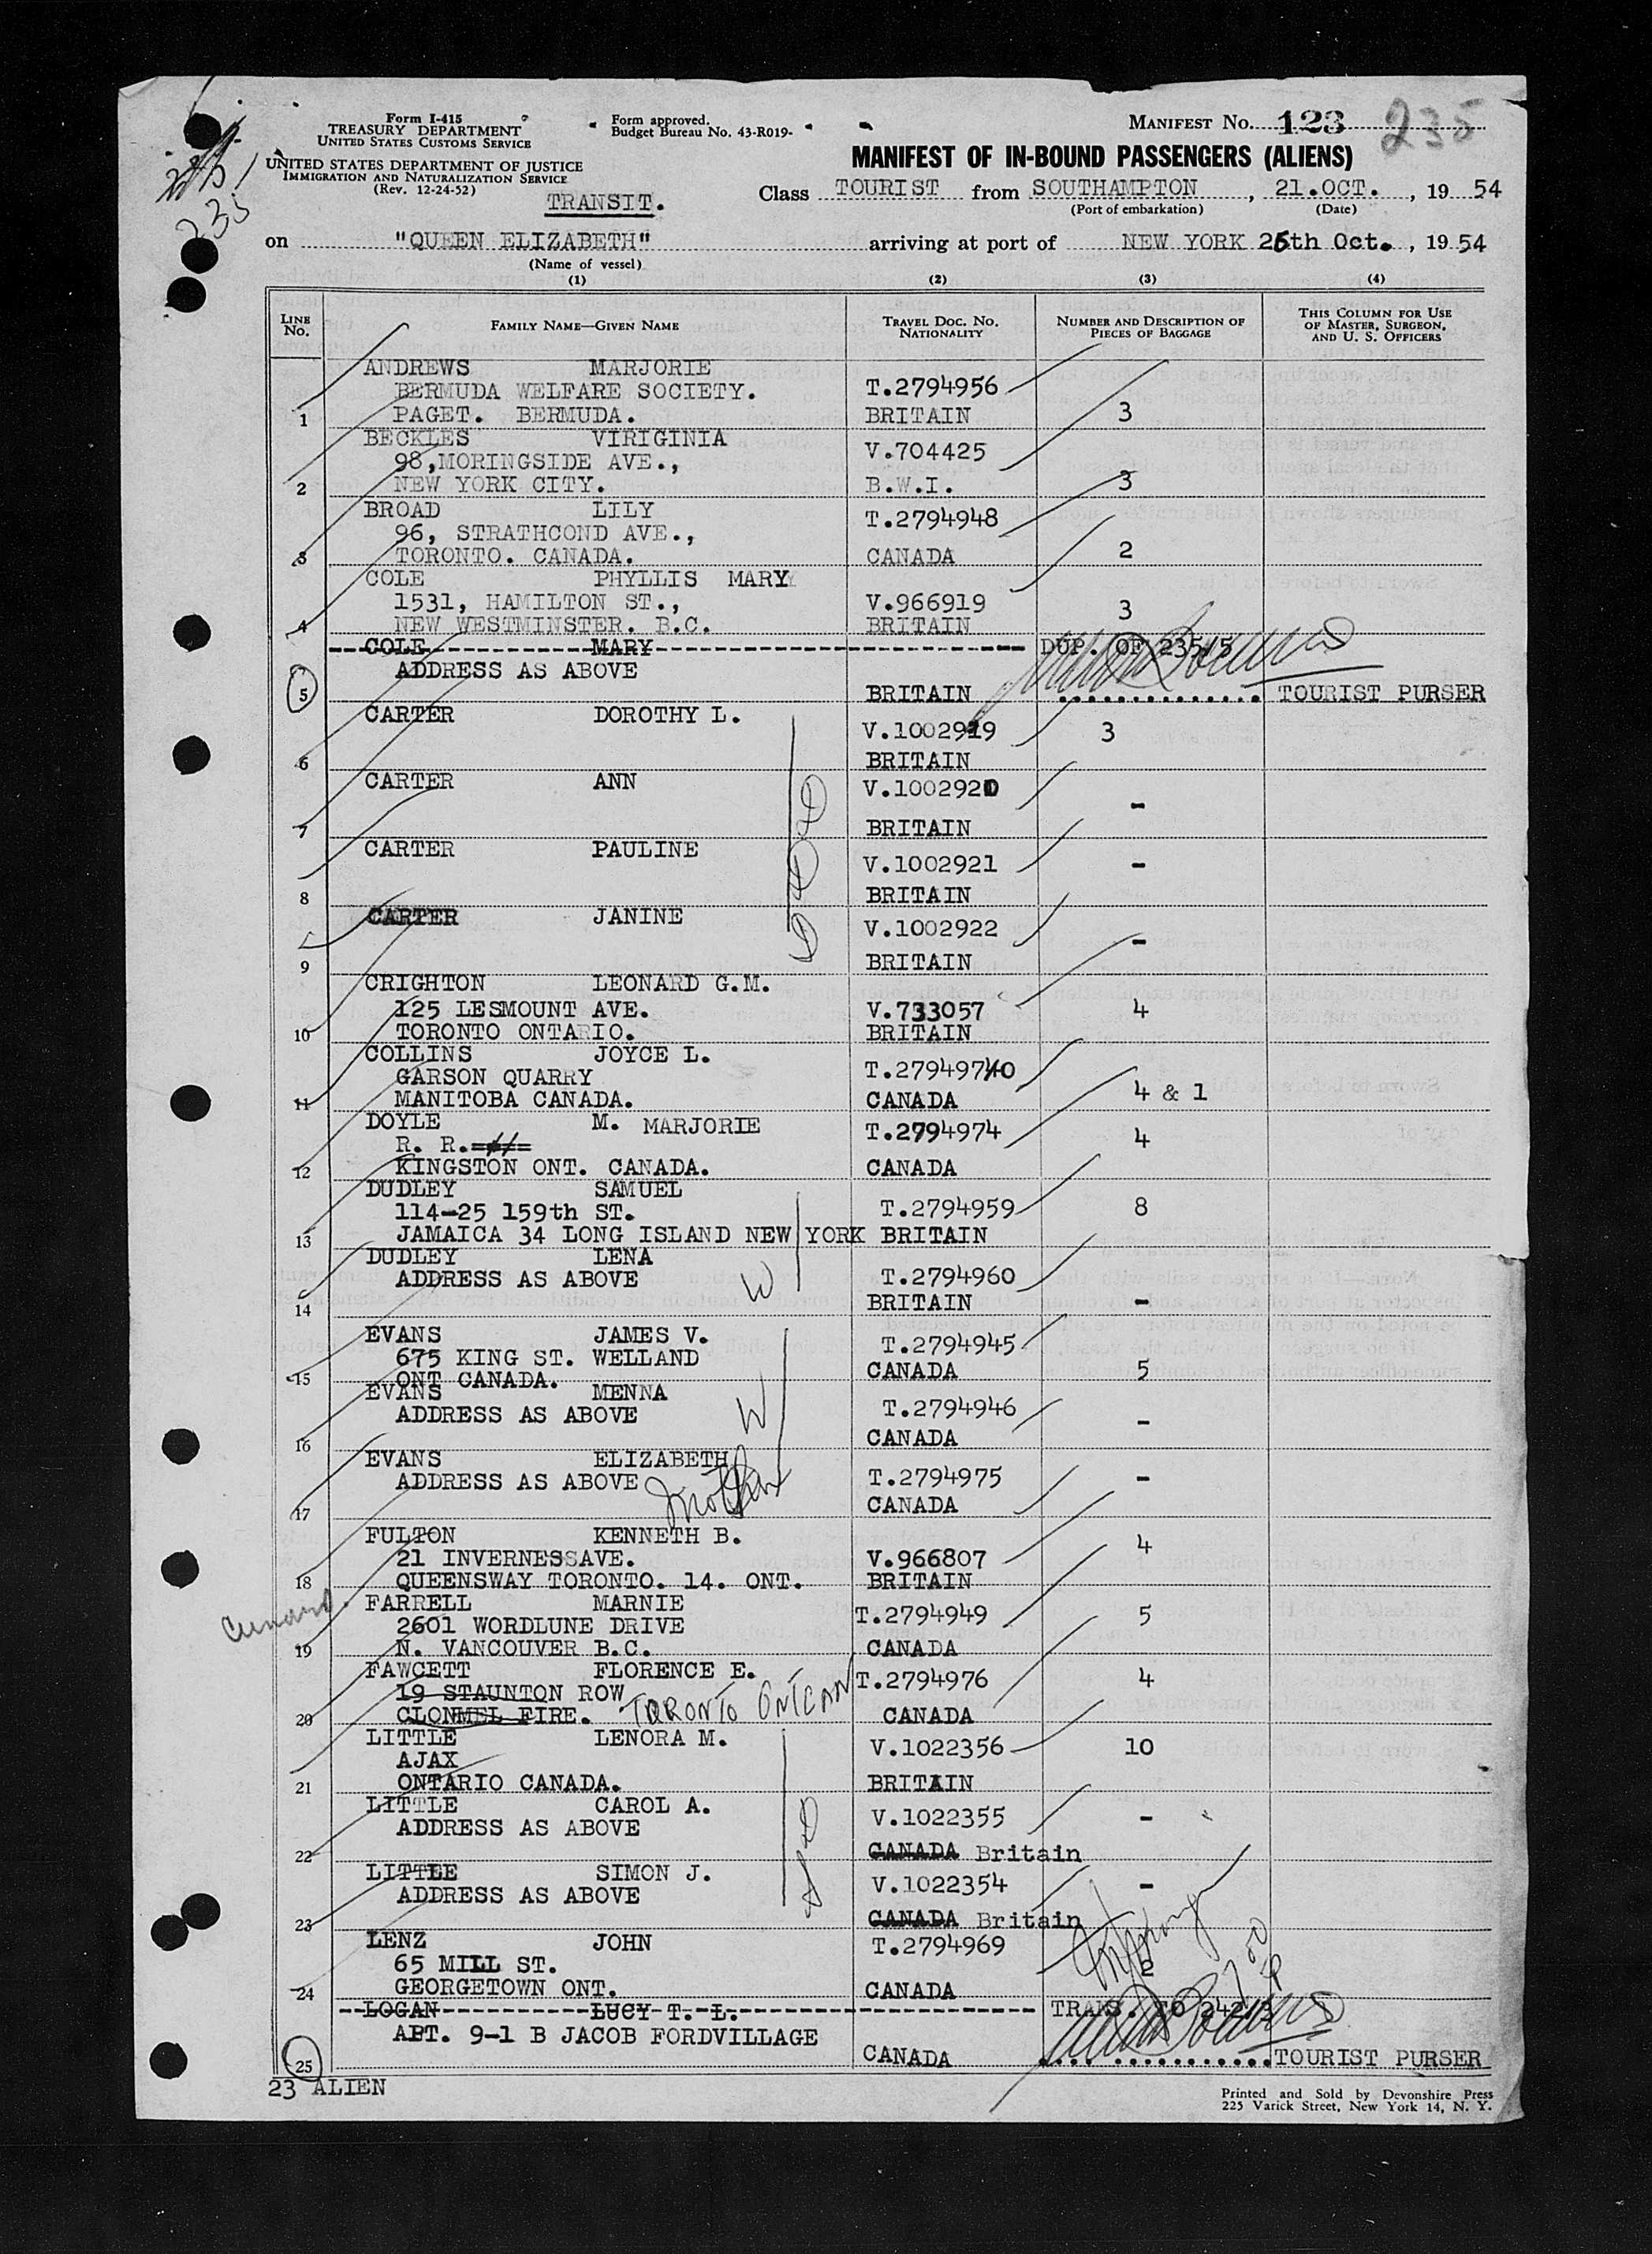 Form I-415
TREASURY DEPARTMENT
UNITED STATES CUSTOMS SERVICE
UNITED STATES DEPARTMENT OF JUSTICE
IMMIGRATION AND NATURALIZATION SERVICE
(Rev. 12-24-52)
TRANSIT.
Form approved.
Budget Bureau No. 43-R019-
MANIFEST No. 123 235
235
MANIFEST OF IN-BOUND PASSENGERS (ALIENS)
Class TOURIST from SOUTHAMPTON, 21.OCT., 1954
(Port of embarkation) (Date)
on "QUEEN ELIZABETH" arriving at port of NEW YORK 26th Oct., 1954
(Name of vessel)
(1) (2) (3) (4)
LINE No. FAMILY NAME—GIVEN NAME TRAVEL DOC. No. NATIONALITY NUMBER AND DESCRIPTION OF PIECES OF BAGGAGE THIS COLUMN FOR USE OF MASTER, SURGEON, AND U. S. OFFICERS
ANDREWS MARJORIE
BERMUDA WELFARE SOCIETY. T.2794956
1 PAGET. BERMUDA. BRITAIN 3
BECKLES VIRIGINIA
98,MORINGSIDE AVE., V.704425
2 NEW YORK CITY. B.W.I. 3
BROAD LILY T.2794948
96, STRATHCOND AVE.,
3 TORONTO. CANADA. CANADA 2
COLE PHYLLIS MARY
1531, HAMILTON ST., V.966919
4 NEW WESTMINSTER. B.C. BRITAIN 3
COLE MARY DUP. OF 235/5
ADDRESS AS ABOVE
5 BRITAIN TOURIST PURSER
CARTER DOROTHY L. V.1002919 3
6 BRITAIN
CARTER ANN V.1002920 -
7 BRITAIN
CARTER PAULINE V.1002921 -
8 BRITAIN
CARTER JANINE V.1002922 -
9 BRITAIN
CRIGHTON LEONARD G.M.
125 LESMOUNT AVE. V.733057 4
10 TORONTO ONTARIO. BRITAIN
COLLINS JOYCE L.
GARSON QUARRY T.27949740
11 MANITOBA CANADA. CANADA 4 & 1
DOYLE M. MARJORIE T.2794974 4
R. R.
12 KINGSTON ONT. CANADA. CANADA
DUDLEY SAMUEL
114-25 159th ST. T.2794959 8
13 JAMAICA 34 LONG ISLAND NEW YORK BRITAIN
DUDLEY LENA
ADDRESS AS ABOVE W T.2794960
14 BRITAIN -
EVANS JAMES V. T.2794945
675 KING ST. WELLAND
15 ONT CANADA. CANADA 5
EVANS MENNA
ADDRESS AS ABOVE W T.2794946 -
16 CANADA
EVANS ELIZABETH
ADDRESS AS ABOVE Mother T.2794975 -
17 CANADA
FULTON KENNETH B. 4
21 INVERNESSAVE. V.966807
18 QUEENSWAY TORONTO. 14. ONT. BRITAIN
Cunard.
FARRELL MARNIE
2601 WORDLUNE DRIVE T.2794949 5
19 N. VANCOUVER B.C. CANADA
FAWCETT FLORENCE E. T.2794976 4
19 STAUNTON ROW
20 CLONMEL FIRE. TORONTO ONT CAN CANADA
LITTLE LENORA M. V.1022356 10
AJAX
21 ONTARIO CANADA. BRITAIN
LITTLE CAROL A. V.1022355 -
ADDRESS AS ABOVE
22 CANADA Britain
LITTLE SIMON J. V.1022354 -
ADDRESS AS ABOVE
23 CANADA Britain
LENZ JOHN T.2794969
65 MILL ST. 2
24 GEORGETOWN ONT. CANADA
LOGAN LUCY T. L. TRANS. TO 242/3
APT. 9-1 B JACOB FORDVILLAGE
25 CANADA TOURIST PURSER
23 ALIEN
Printed and Sold by Devonshire Press
225 Varick Street, New York 14, N. Y.